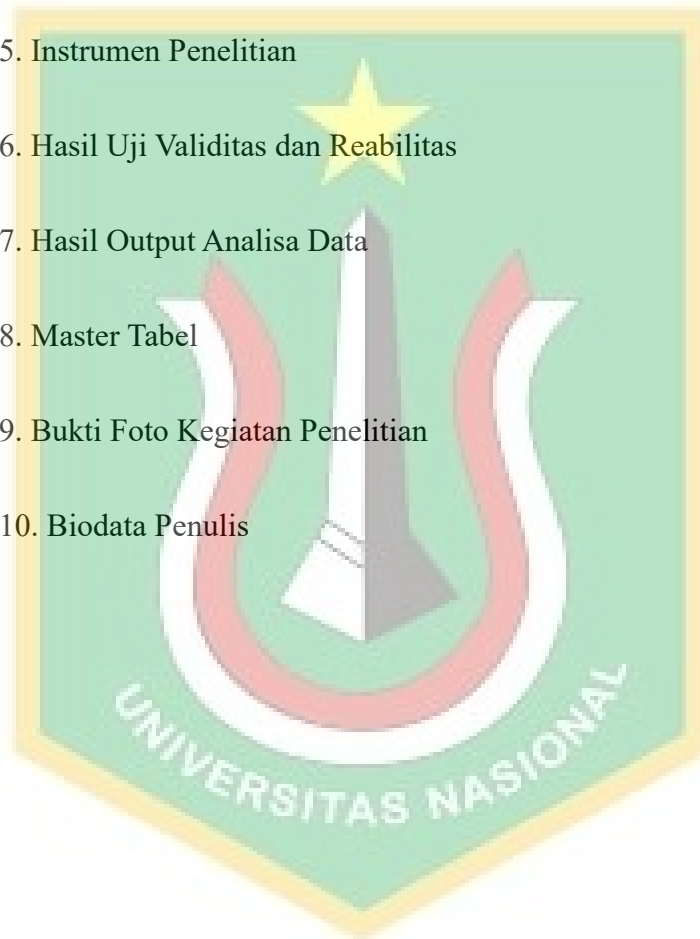 5. Instrumen Penelitian
6. Hasil Uji Validitas dan Reabilitas
7. Hasil Output Analisa Data
8. Master Tabel
9. Bukti Foto Kegiatan Penelitian
10. Biodata Penulis
UNIVERSITAS NASIONAL